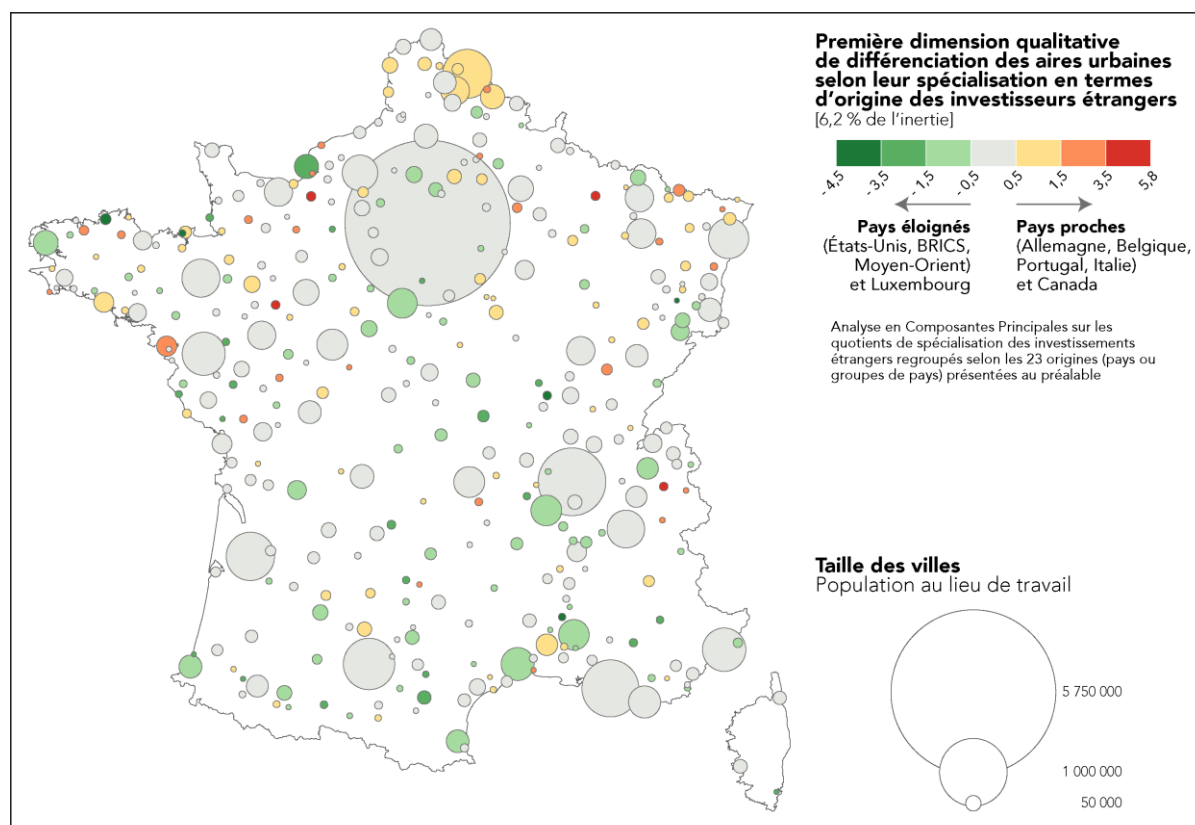 Première dimension qualitative
de différenciation des aires urbaines
selon leur spécialisation en termes
d'origine des investisseurs étrangers
[6,2 % de l'inertie]
-4,5
-3,5
-1,5
-0,5
0,5
1,5
3,5
5,8
Pays éloignés
(États-Unis, BRICS,
Moyen-Orient)
et Luxembourg
Pays proches
(Allemagne, Belgique,
Portugal, Italie)
et Canada
Analyse en Composantes Principales sur les
quotients de spécialisation des investissements
étrangers regroupés selon les 23 origines (pays ou
groupes de pays) présentées au préalable
Taille des villes
Population au lieu de travail
5 750 000
1 000 000
50 000